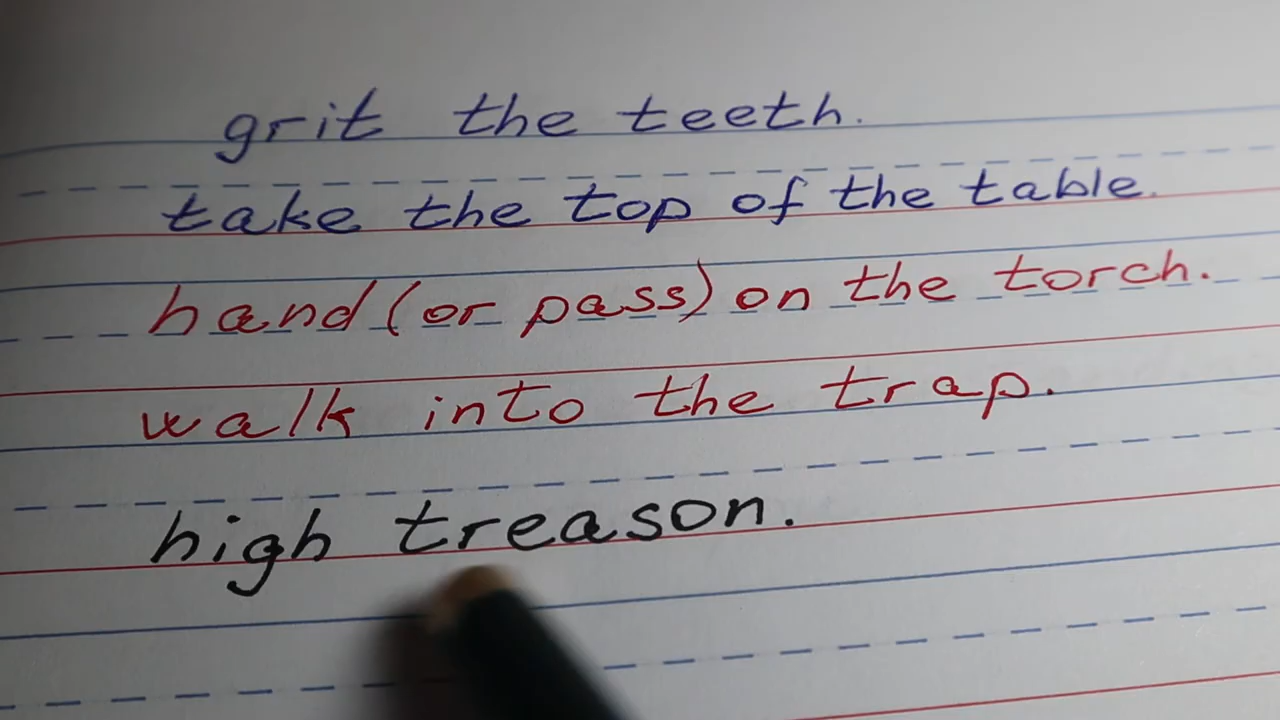 grit the teeth.
take the top of the table.
hand (or pass) on the torch.
walk into the trap.
high treason.